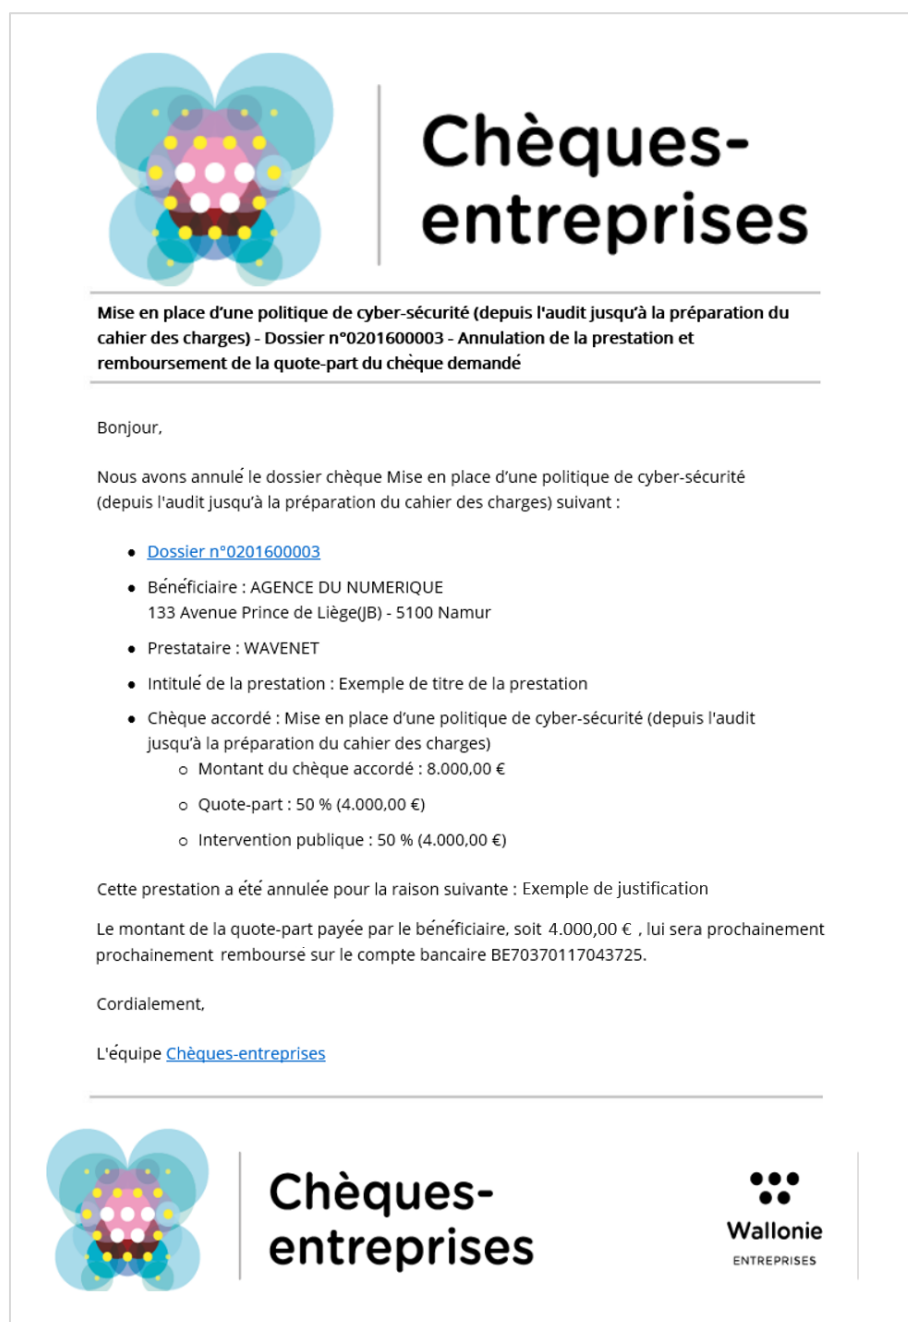 Chèques-
entreprises
Mise en place d’une politique de cyber-sécurité (depuis l'audit jusqu’à la préparation du
cahier des charges) - Dossier n°0201600003 - Annulation de la prestation et
remboursement de la quote-part du chèque demandé
Bonjour,
Nous avons annulé le dossier chèque Mise en place d’une politique de cyber-sécurité
(depuis l'audit jusqu’à la préparation du cahier des charges) suivant :
• Dossier n°0201600003
• Bénéficiaire : AGENCE DU NUMERIQUE
133 Avenue Prince de Liège(JB) - 5100 Namur
• Prestataire : WAVENET
• Intitulé de la prestation : Exemple de titre de la prestation
• Chèque accordé : Mise en place d’une politique de cyber-sécurité (depuis l'audit
jusqu’à la préparation du cahier des charges)
o Montant du chèque accordé : 8.000,00 €
o Quote-part : 50 % (4.000,00 €)
o Intervention publique : 50 % (4.000,00 €)
Cette prestation a été annulée pour la raison suivante : Exemple de justification
Le montant de la quote-part payée par le bénéficiaire, soit 4.000,00 € , lui sera prochainement
prochainement remboursé sur le compte bancaire BE70370117043725.
Cordialement,
L'équipe Chèques-entreprises
Chèques-
entreprises
Wallonie
ENTREPRISES